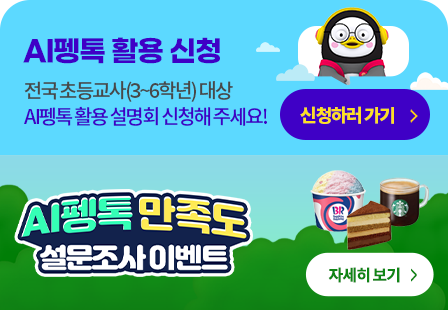 AI펭톡 활용 신청
전국 초등교사(3~6학년) 대상
AI펭톡 활용 설명회 신청해 주세요!
신청하러 가기 >
AI펭톡 만족도
설문조사 이벤트
BR
자세히 보기 >